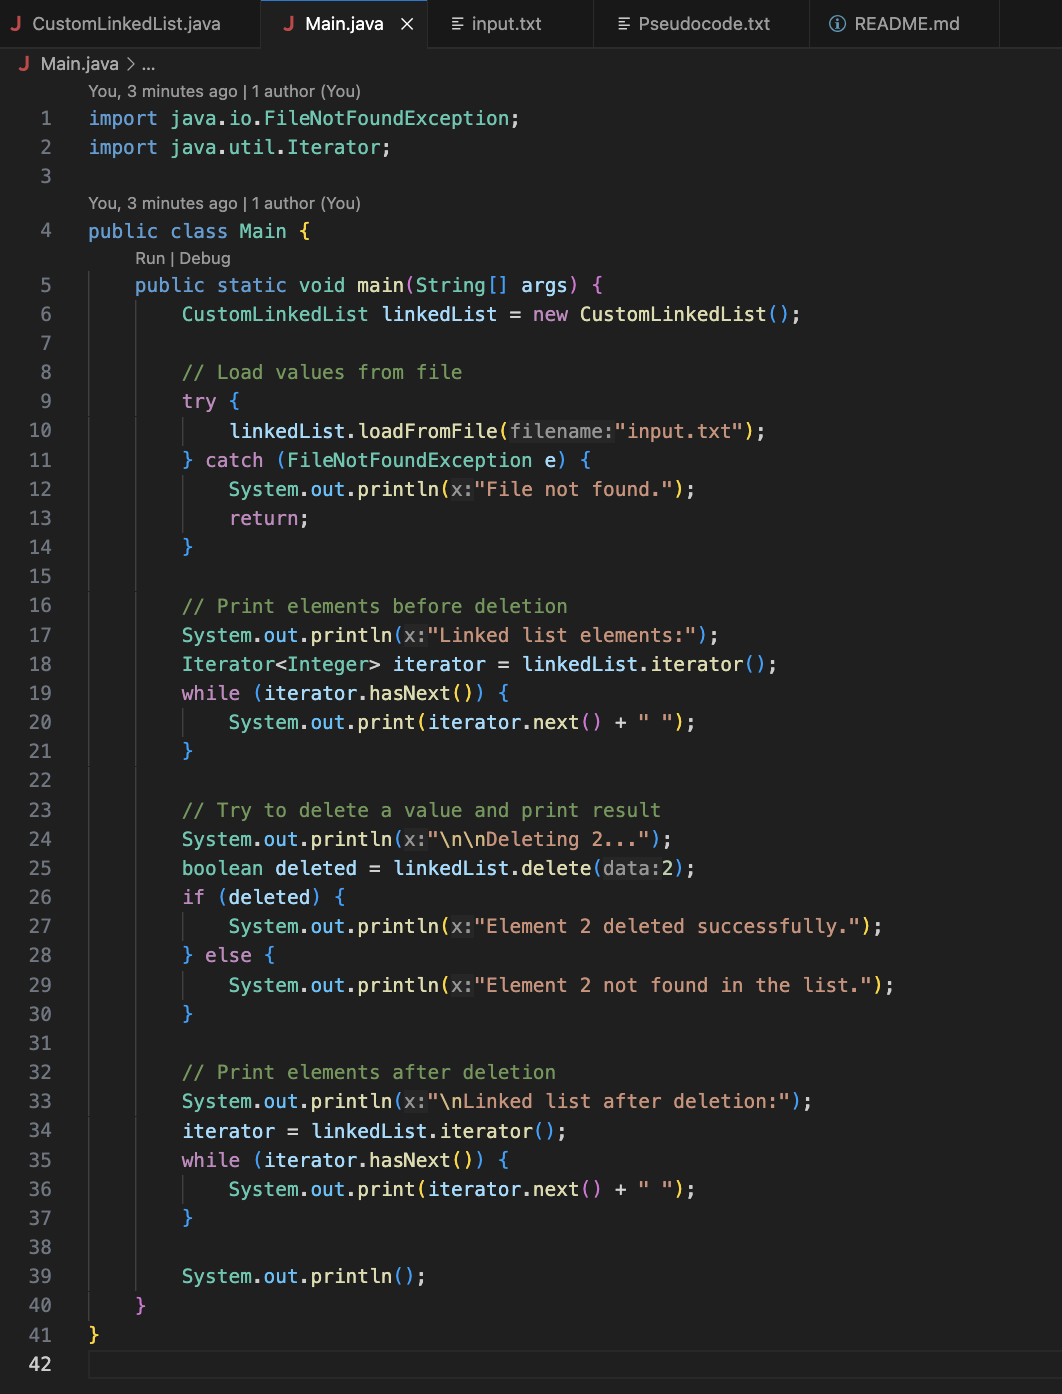 J CustomLinkedList.java J Main.java × input.txt Pseudocode.txt README.md
J Main.java > ...
You, 3 minutes ago | 1 author (You)
1 import java.io.FileNotFoundException;
2 import java.util.Iterator;
3
You, 3 minutes ago | 1 author (You)
4 public class Main {
Run | Debug
5     public static void main(String[] args) {
6         CustomLinkedList linkedList = new CustomLinkedList();
7
8         // Load values from file
9         try {
10             linkedList.loadFromFile(filename:"input.txt");
11         } catch (FileNotFoundException e) {
12             System.out.println(x:"File not found.");
13             return;
14         }
15
16         // Print elements before deletion
17         System.out.println(x:"Linked list elements:");
18         Iterator<Integer> iterator = linkedList.iterator();
19         while (iterator.hasNext()) {
20             System.out.print(iterator.next() + " ");
21         }
22
23         // Try to delete a value and print result
24         System.out.println(x:"\n\nDeleting 2...");
25         boolean deleted = linkedList.delete(data:2);
26         if (deleted) {
27             System.out.println(x:"Element 2 deleted successfully.");
28         } else {
29             System.out.println(x:"Element 2 not found in the list.");
30         }
31
32         // Print elements after deletion
33         System.out.println(x:"\nLinked list after deletion:");
34         iterator = linkedList.iterator();
35         while (iterator.hasNext()) {
36             System.out.print(iterator.next() + " ");
37         }
38
39         System.out.println();
40     }
41 }
42